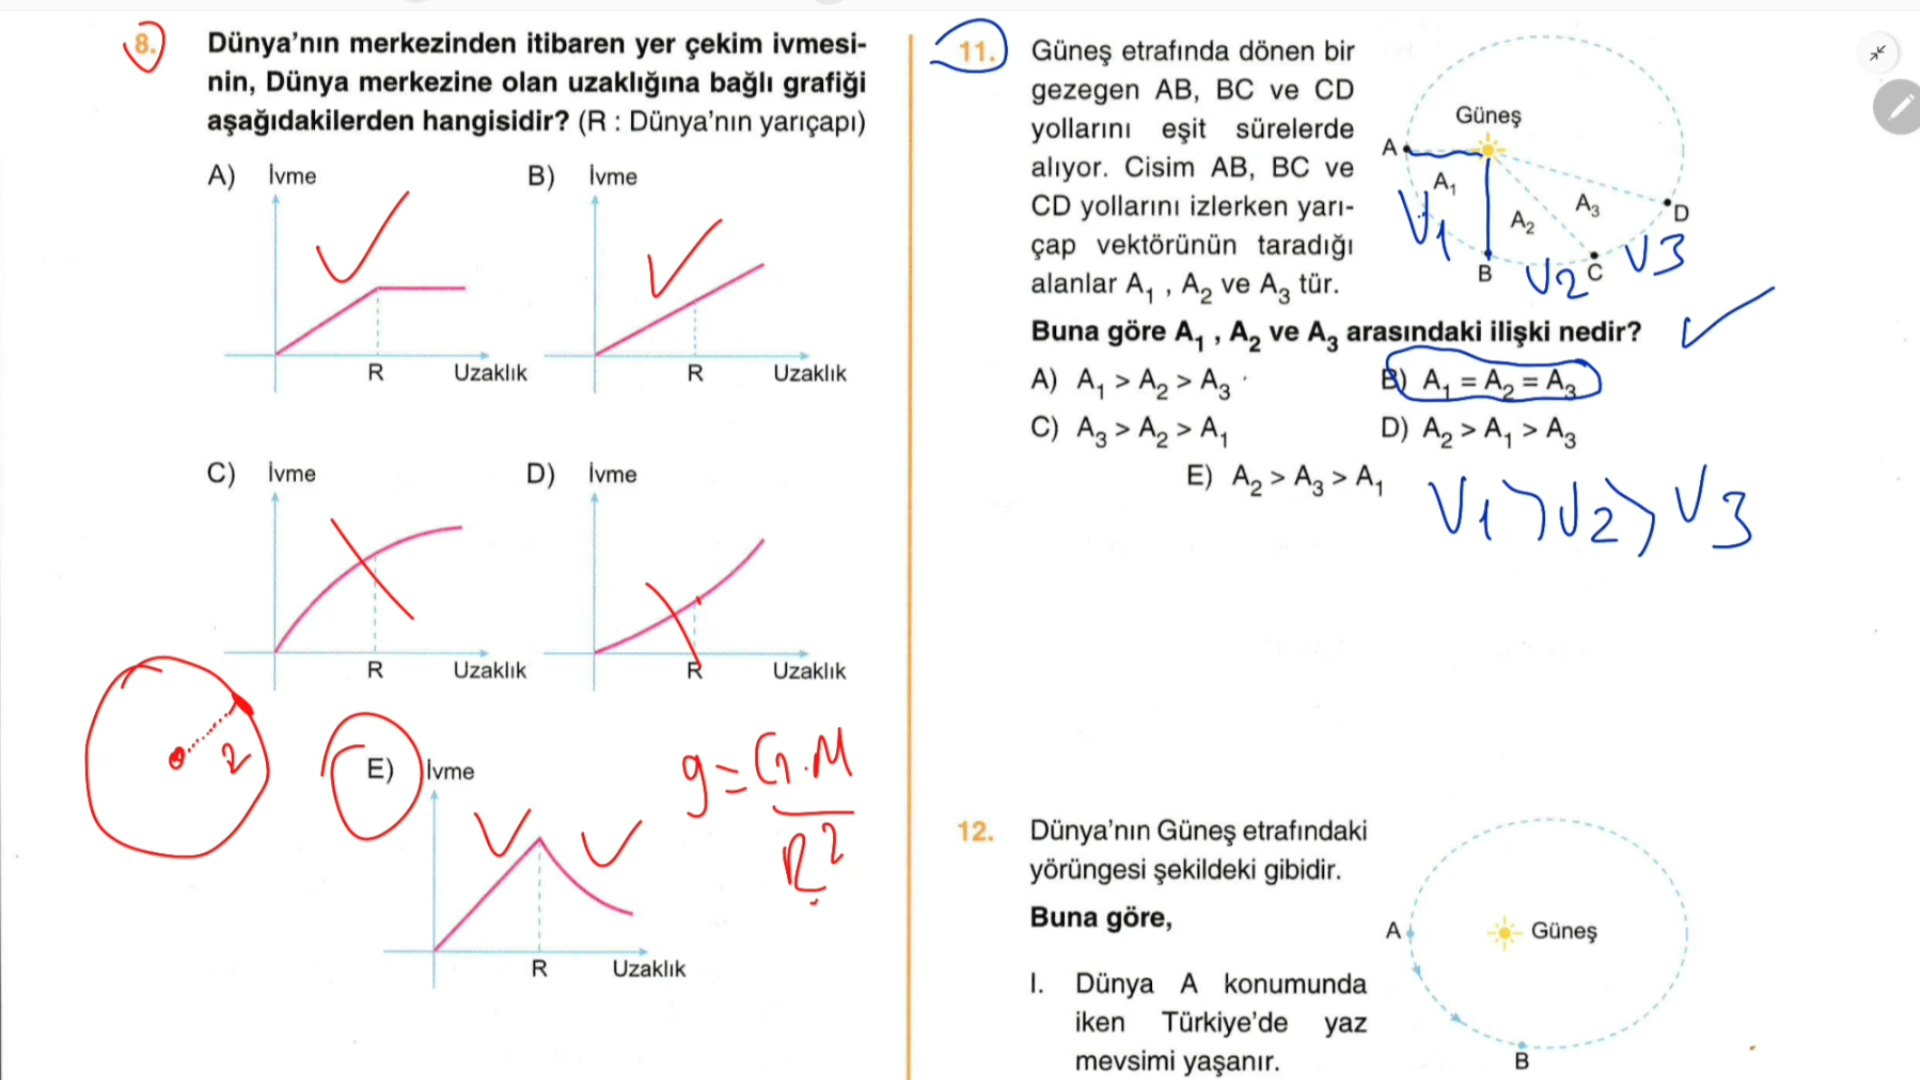 8. Dünya’nın merkezinden itibaren yer çekim ivmesi-
nin, Dünya merkezine olan uzaklığına bağlı grafiği
aşağıdakilerden hangisidir? (R : Dünya’nın yarıçapı)
A) İvme
R Uzaklık
B) İvme
R Uzaklık
C) İvme
R Uzaklık
D) İvme
R Uzaklık
2
E) İvme
R Uzaklık
g = G.M
R²
11. Güneş etrafında dönen bir
gezegen AB, BC ve CD
yollarını eşit sürelerde
alıyor. Cisim AB, BC ve
CD yollarını izlerken yarı-
çap vektörünün taradığı
alanlar A₁ , A₂ ve A₃ tür.
Güneş
A
A₁
A₂
A₃
D
B
C
V1
V2
V3
Buna göre A₁ , A₂ ve A₃ arasındaki ilişki nedir?
A) A₁ > A₂ > A₃
B) A₁ = A₂ = A₃
C) A₃ > A₂ > A₁
D) A₂ > A₁ > A₃
E) A₂ > A₃ > A₁
V1 > V2 > V3
12. Dünya’nın Güneş etrafındaki
yörüngesi şekildeki gibidir.
Buna göre,
I. Dünya A konumunda
iken Türkiye’de yaz
mevsimi yaşanır.
A
Güneş
B